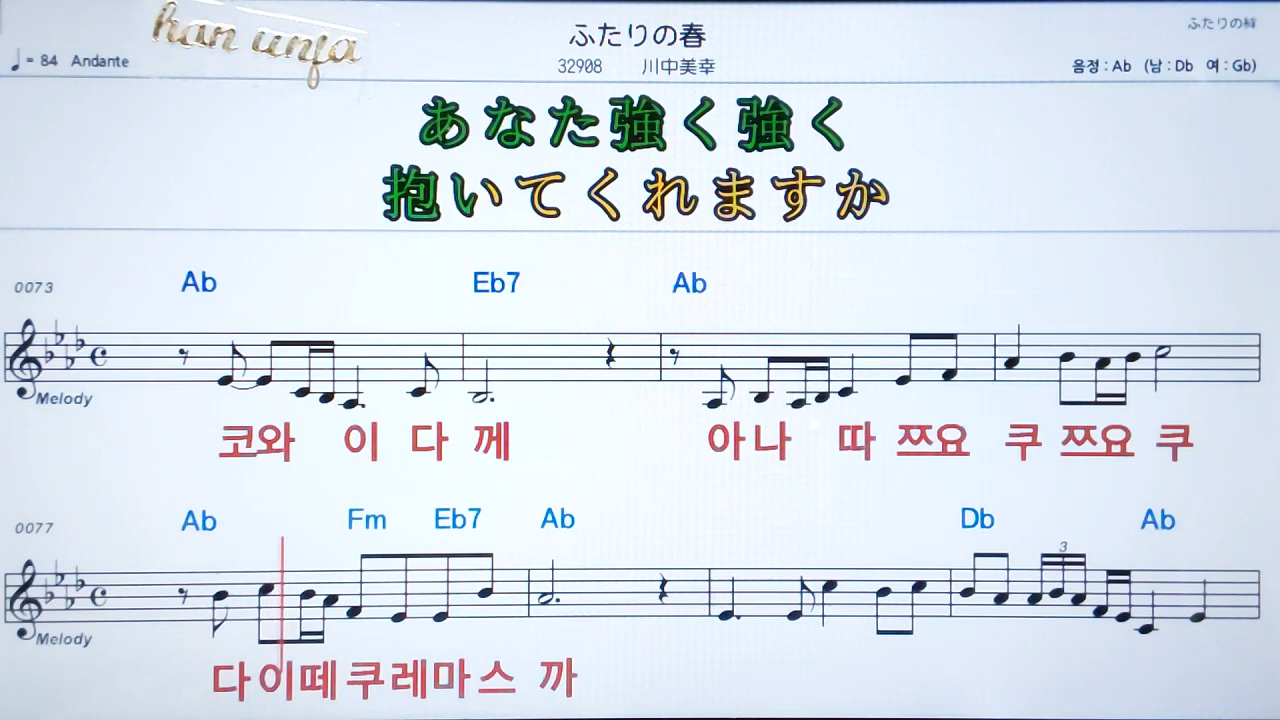 han unfa
ふたりの春
ふたりの絆
♩= 84 Andante
32908 川中美幸
음정 : Ab (남 : Db 여 : Gb)
あなた強く強く
抱いてくれますか
0073 Ab Eb7 Ab
Melody
코와 이 다 께 아나 따 쯔요 쿠 쯔요 쿠
0077 Ab Fm Eb7 Ab Db Ab
3
Melody
다이떼쿠레마스 까